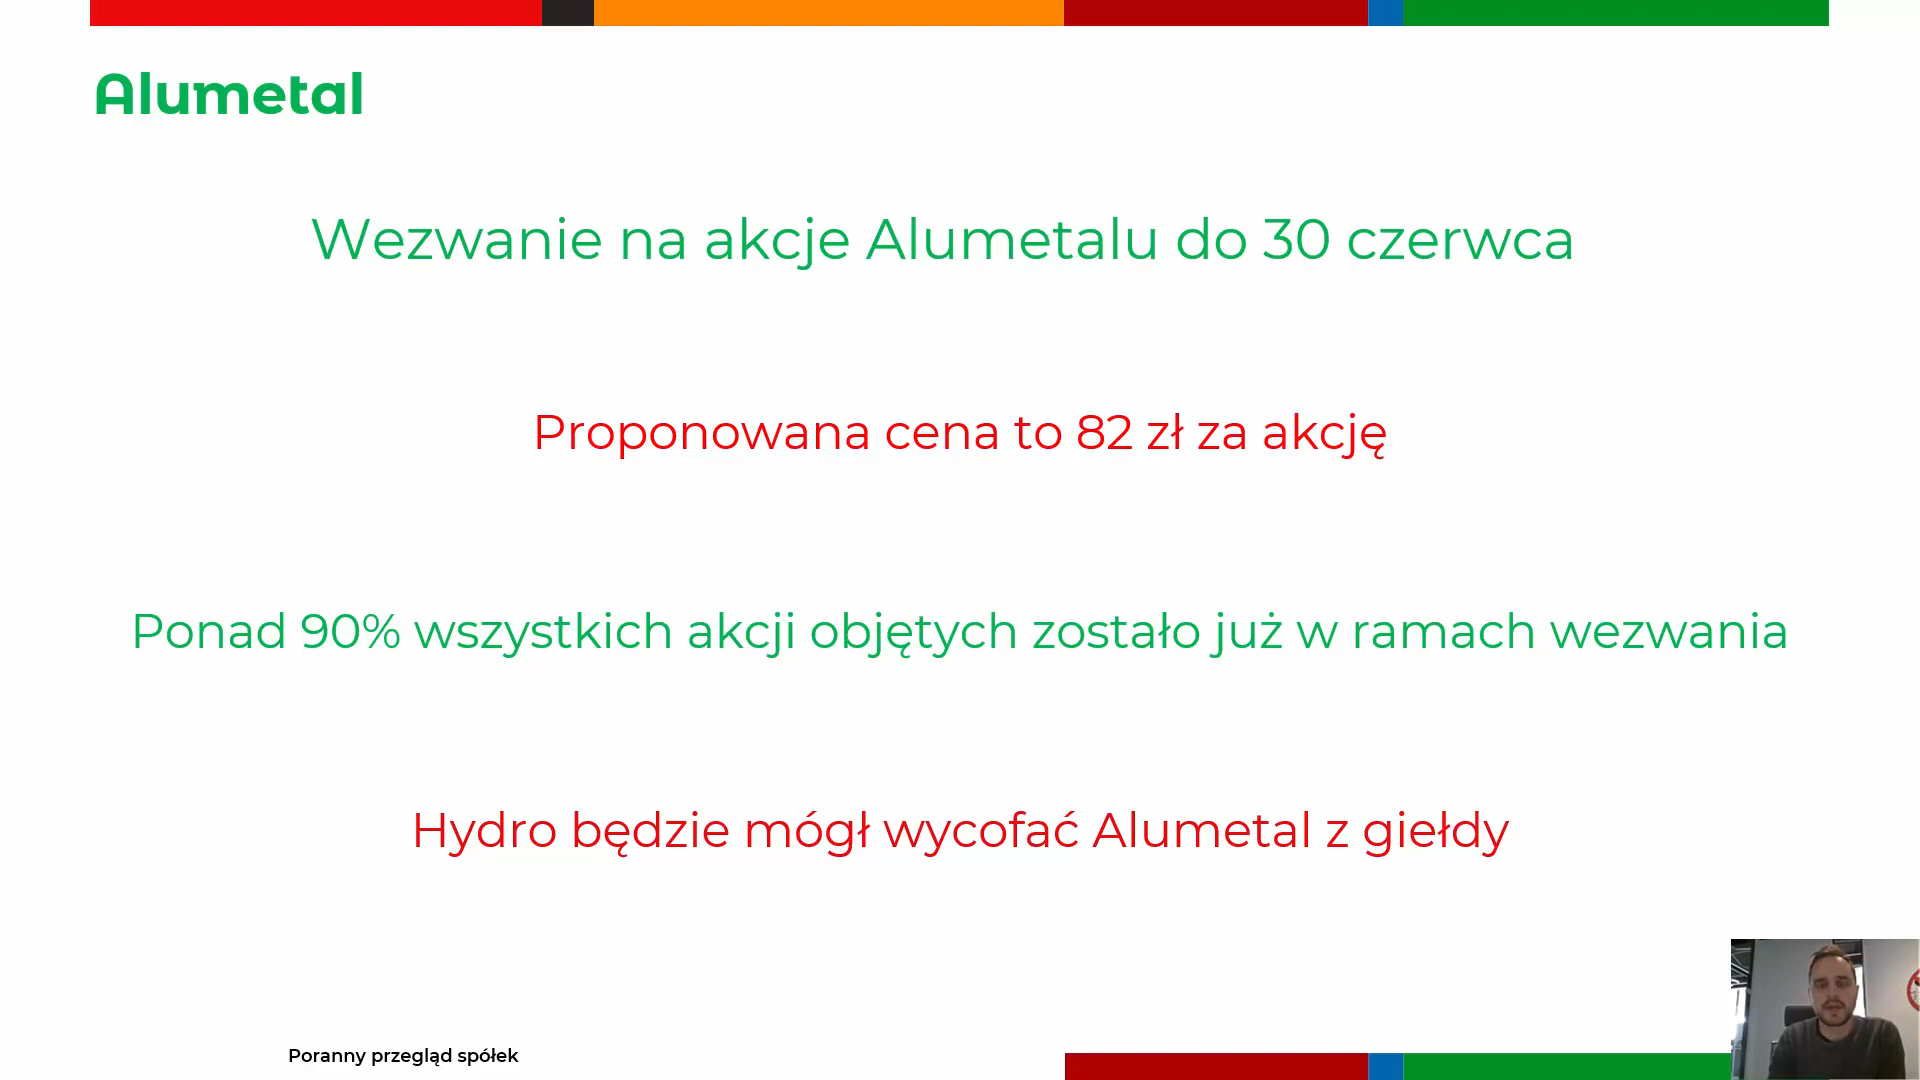 Alumetal
Wezwanie na akcje Alumetalu do 30 czerwca
Proponowana cena to 82 zł za akcję
Ponad 90% wszystkich akcji objętych zostało już w ramach wezwania
Hydro będzie mógł wycofać Alumetal z giełdy
Poranny przegląd spółek